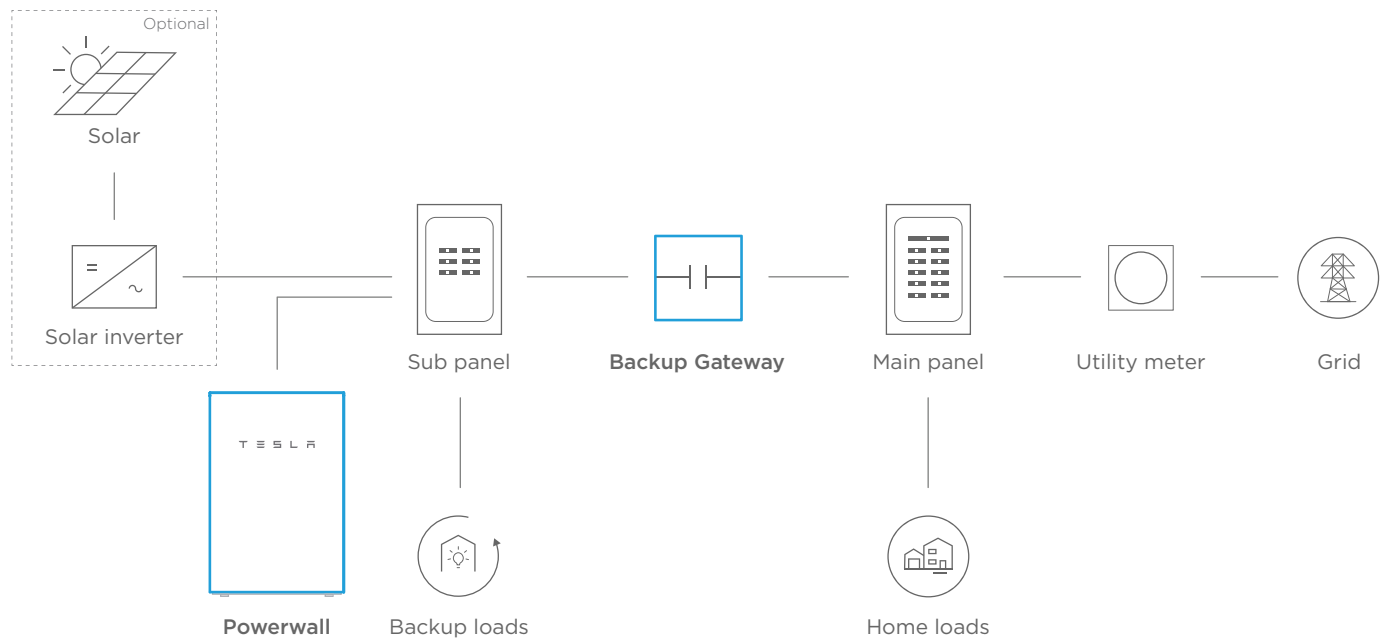 Optional
Solar
Solar inverter
Sub panel
Backup Gateway
Main panel
Utility meter
Grid
TESLA
Powerwall
Backup loads
Home loads